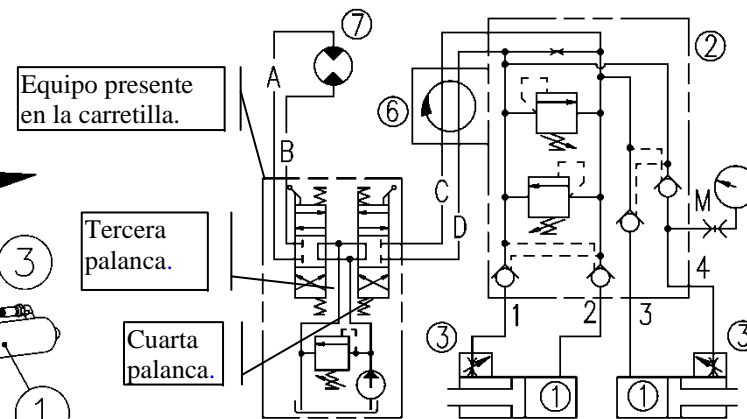 7
2
A
Equipo presente
en la carretilla.
6
B
C
M
D
Tercera
palanca.
3
4
1
2
3
3
3
Cuarta
palanca.
1
1
1